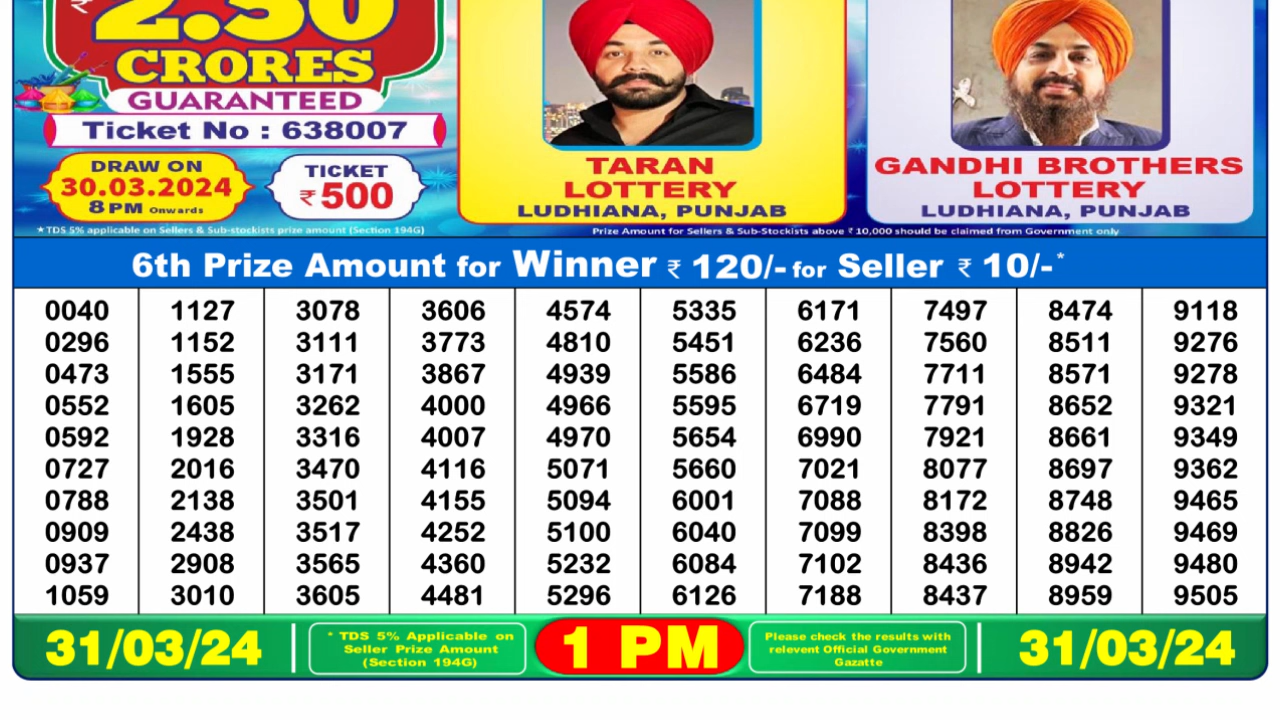 ₹ 2.50
CRORES
GUARANTEED
Ticket No : 638007
DRAW ON
30.03.2024
8 PM Onwards
TICKET
₹ 500
★TDS 5% applicable on Sellers & Sub-stockists prize amount (Section 194G)
TARAN
LOTTERY
LUDHIANA, PUNJAB
GANDHI BROTHERS
LOTTERY
LUDHIANA, PUNJAB
Prize Amount for Sellers & Sub-Stockists above ₹ 10,000 should be claimed from Government only
6th Prize Amount for Winner ₹ 120/- for Seller ₹ 10/-*
0040 1127 3078 3606 4574 5335 6171 7497 8474 9118
0296 1152 3111 3773 4810 5451 6236 7560 8511 9276
0473 1555 3171 3867 4939 5586 6484 7711 8571 9278
0552 1605 3262 4000 4966 5595 6719 7791 8652 9321
0592 1928 3316 4007 4970 5654 6990 7921 8661 9349
0727 2016 3470 4116 5071 5660 7021 8077 8697 9362
0788 2138 3501 4155 5094 6001 7088 8172 8748 9465
0909 2438 3517 4252 5100 6040 7099 8398 8826 9469
0937 2908 3565 4360 5232 6084 7102 8436 8942 9480
1059 3010 3605 4481 5296 6126 7188 8437 8959 9505
31/03/24
* TDS 5% Applicable on
Seller Prize Amount
(Section 194G)
1 PM
Please check the results with
relevent Official Government
Gazatte
31/03/24